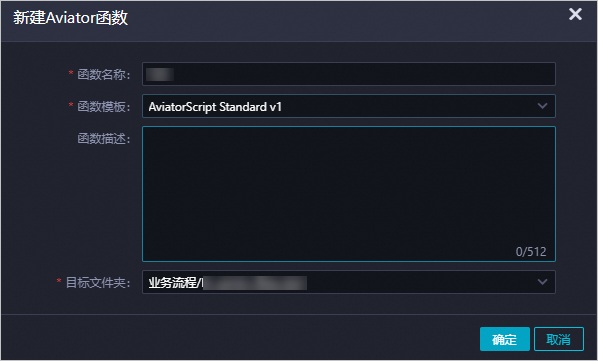 新建Aviator函数
* 函数名称:
* 函数模板: AviatorScript Standard v1
函数描述:
0/512
* 目标文件夹: 业务流程/
确定 取消